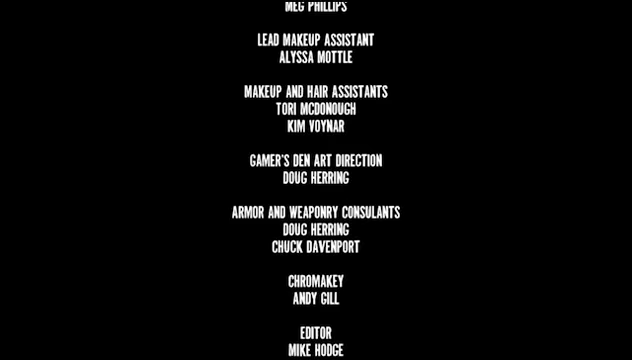 MEG PHILLIPS
LEAD MAKEUP ASSISTANT
ALYSSA MOTTLE
MAKEUP AND HAIR ASSISTANTS
TORI MCDONOUGH
KIM VOYNAR
GAMER'S DEN ART DIRECTION
DOUG HERRING
ARMOR AND WEAPONRY CONSULANTS
DOUG HERRING
CHUCK DAVENPORT
CHROMAKEY
ANDY GILL
EDITOR
MIKE HODGE